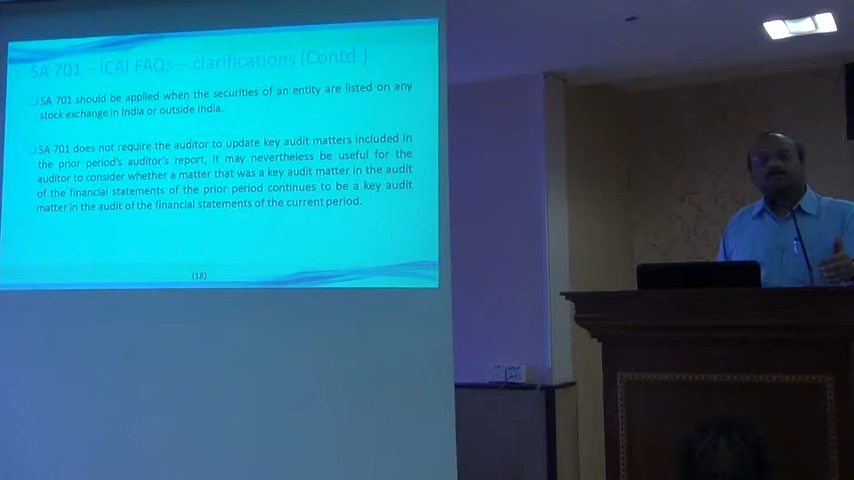 SA 701 – ICAI FAQs – clarifications (Contd.)
SA 701 should be applied when the securities of an entity are listed on any
stock exchange in India or outside India.
SA 701 does not require the auditor to update key audit matters included in
the prior period's auditor's report, it may nevertheless be useful for the
auditor to consider whether a matter that was a key audit matter in the audit
of the financial statements of the prior period continues to be a key audit
matter in the audit of the financial statements of the current period.
(18)